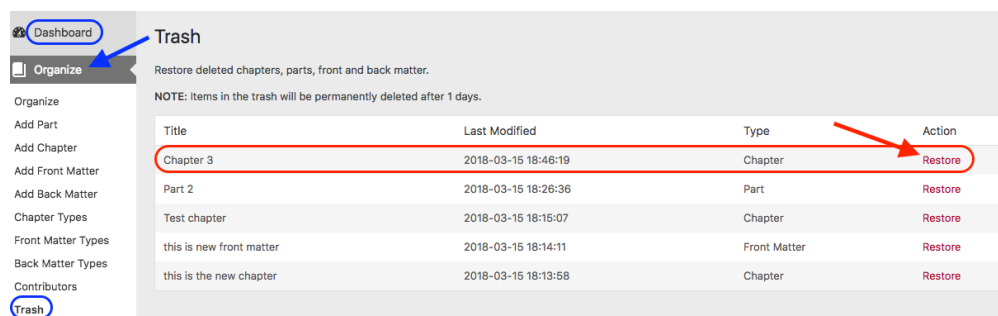 Dashboard
Organize
Organize
Add Part
Add Chapter
Add Front Matter
Add Back Matter
Chapter Types
Front Matter Types
Back Matter Types
Contributors
Trash
Trash
Restore deleted chapters, parts, front and back matter.
NOTE: Items in the trash will be permanently deleted after 1 days.
Title Last Modified Type Action
Chapter 3 2018-03-15 18:46:19 Chapter Restore
Part 2 2018-03-15 18:26:36 Part Restore
Test chapter 2018-03-15 18:15:07 Chapter Restore
this is new front matter 2018-03-15 18:14:11 Front Matter Restore
this is the new chapter 2018-03-15 18:13:58 Chapter Restore